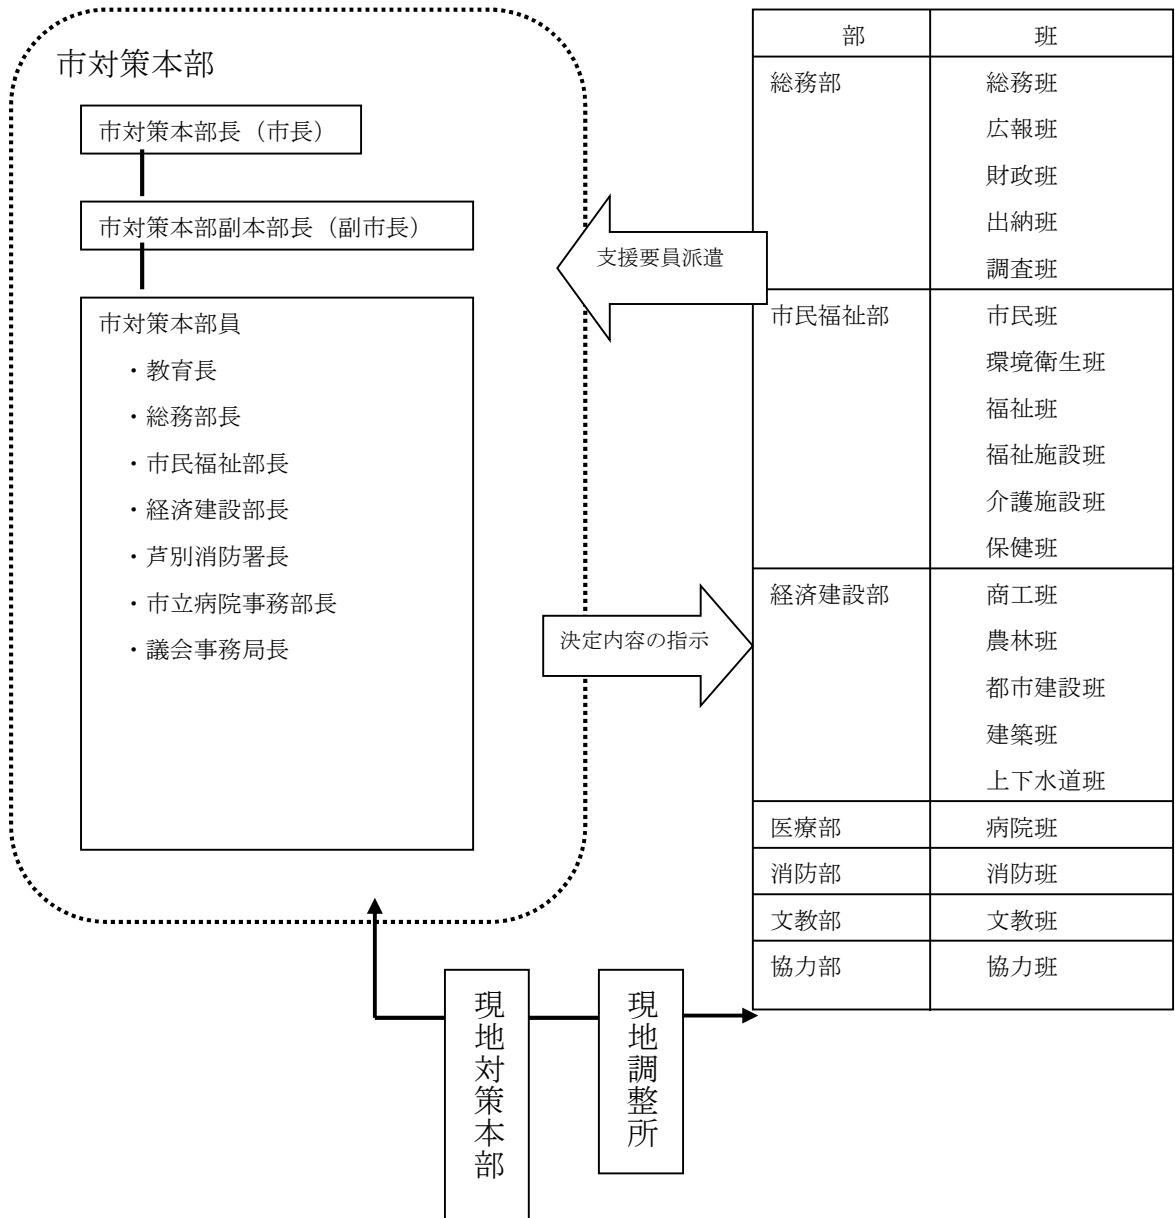 市対策本部
市対策本部長（市長）
市対策本部副本部長（副市長）
市対策本部員
・教育長
・総務部長
・市民福祉部長
・経済建設部長
・芦別消防署長
・市立病院事務部長
・議会事務局長
支援要員派遣
決定内容の指示
部 班
総務部 総務班
広報班
財政班
出納班
調査班
市民福祉部 市民班
環境衛生班
福祉班
福祉施設班
介護施設班
保健班
経済建設部 商工班
農林班
都市建設班
建築班
上下水道班
医療部 病院班
消防部 消防班
文教部 文教班
協力部 協力班
現地対策本部
現地調整所